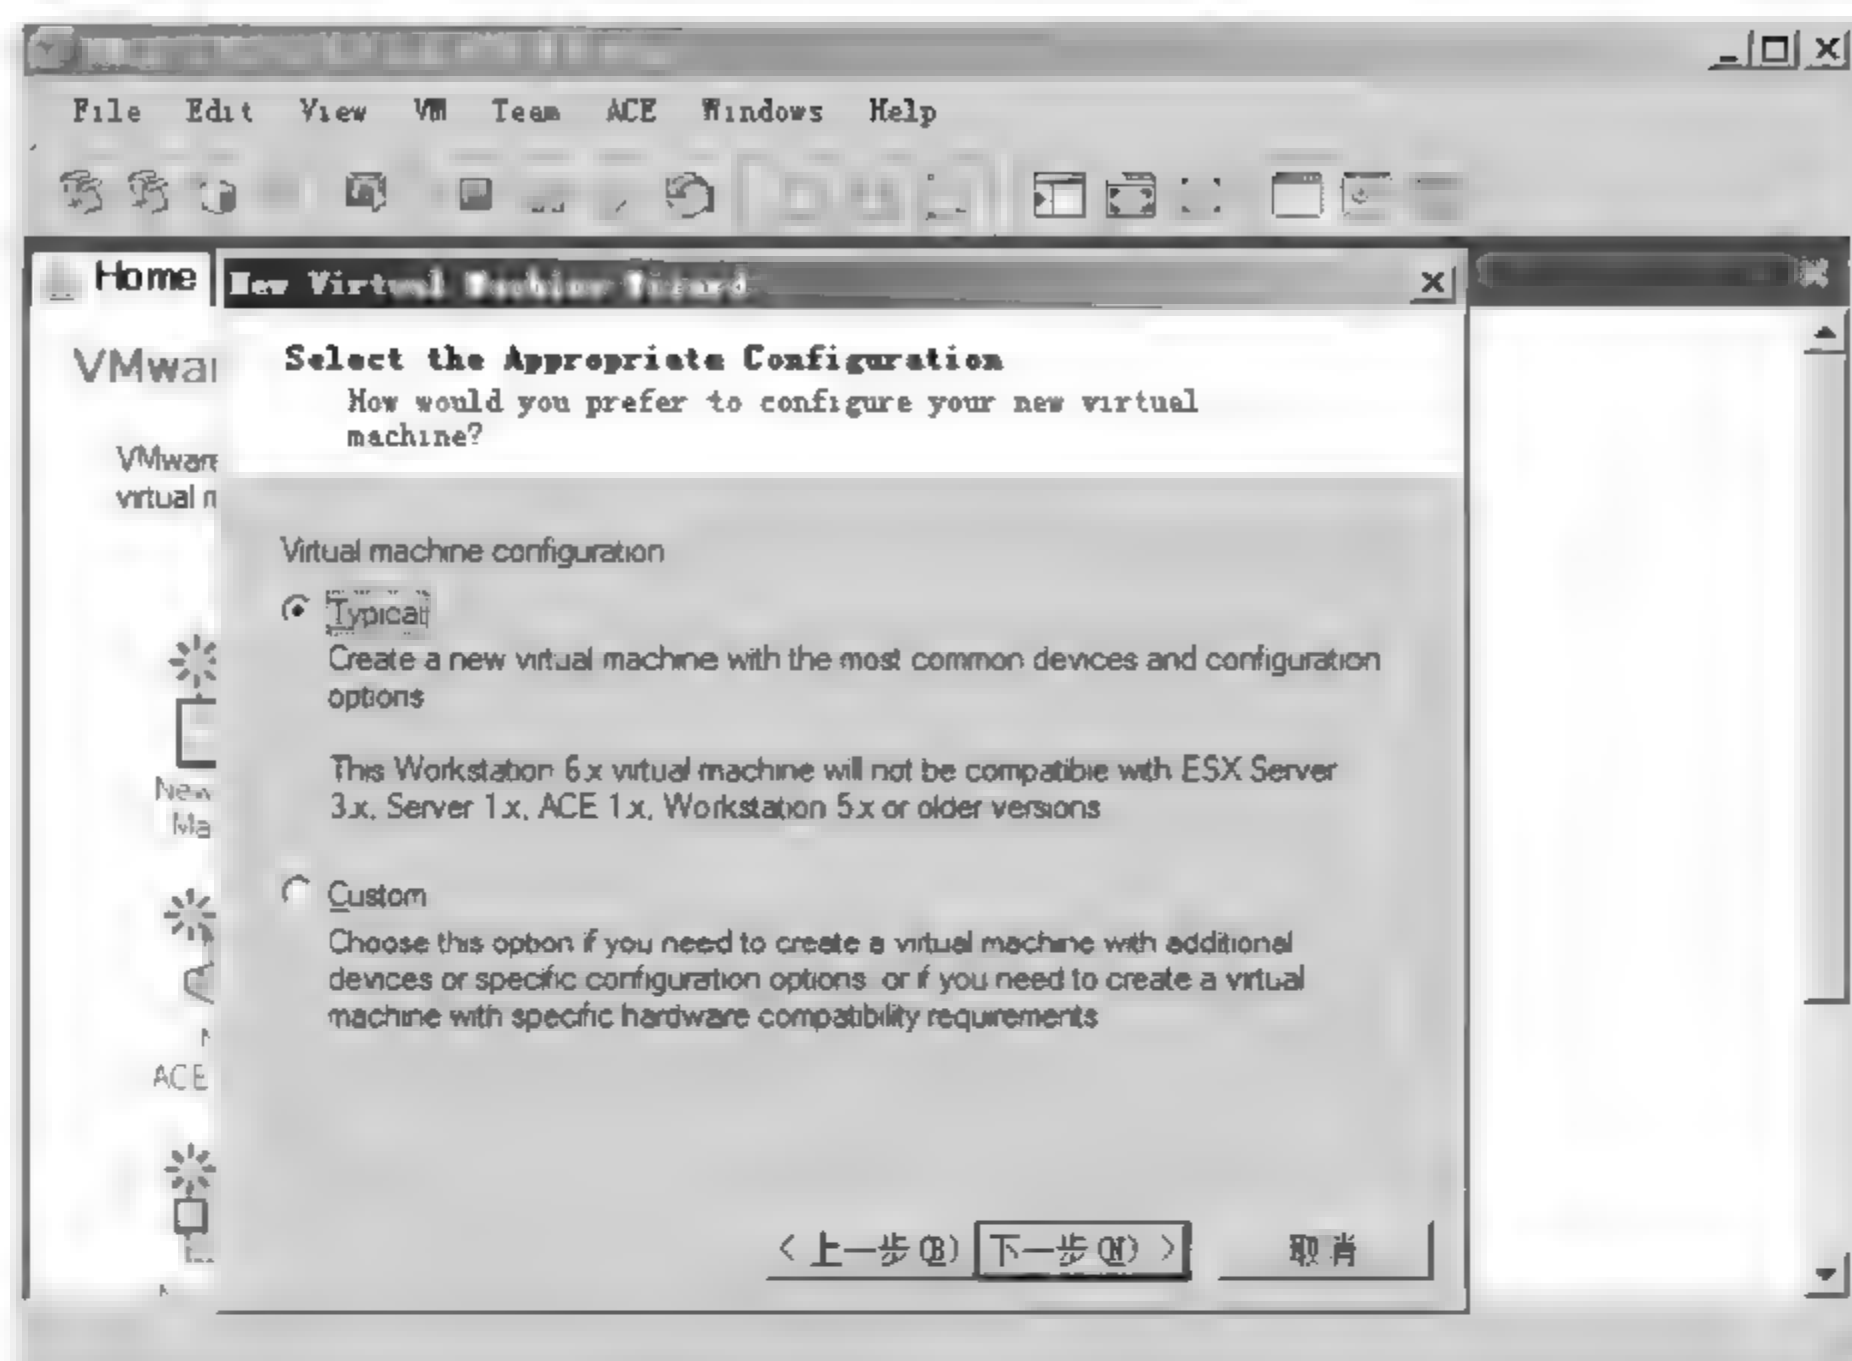 File Edit View VM Team ACE Windows Help
Home
New Virtual Machine Wizard
VMwar
Select the Appropriate Configuration
How would you prefer to configure your new virtual
machine?
VMware
virtual m
Virtual machine configuration
Typical
Create a new virtual machine with the most common devices and configuration
options
This Workstation 6.x virtual machine will not be compatible with ESX Server
3.x, Server 1.x, ACE 1.x, Workstation 5.x or older versions
New
Ma
Custom
Choose this option if you need to create a virtual machine with additional
devices or specific configuration options or if you need to create a virtual
machine with specific hardware compatibility requirements
N
ACE
< 上一步(B) 下一步(N) > 取消
N